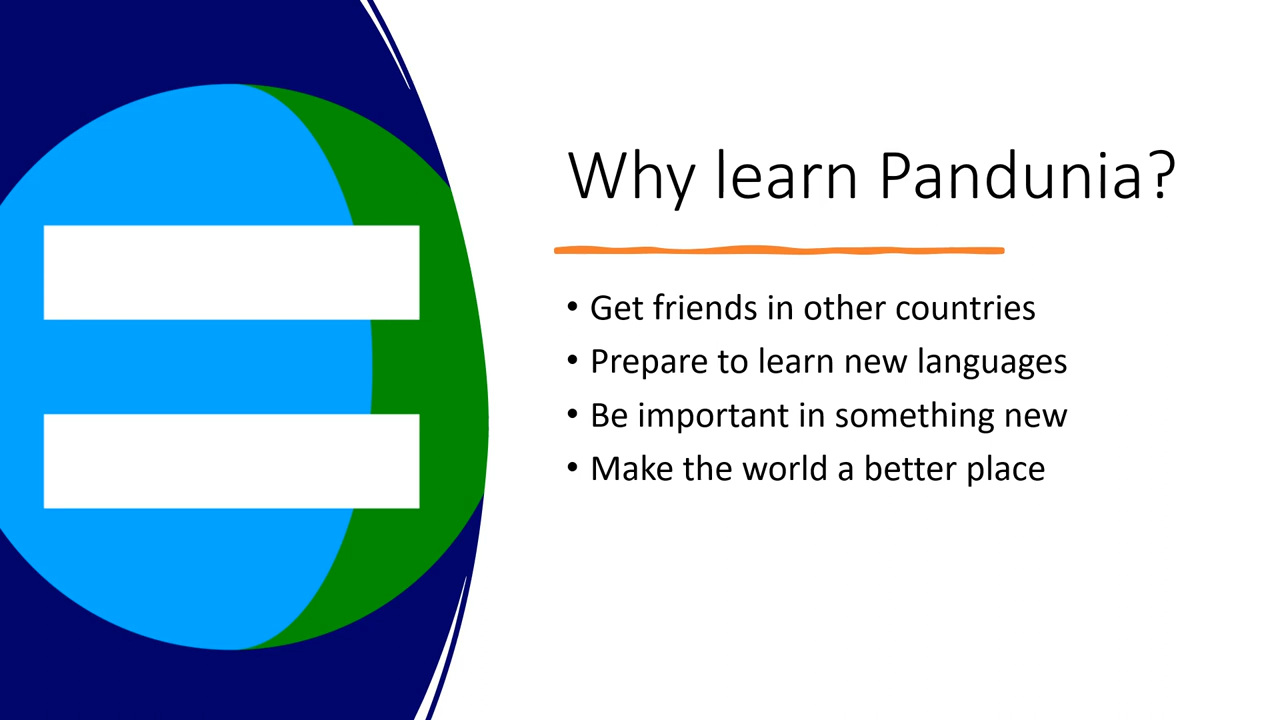 Why learn Pandunia?
• Get friends in other countries
• Prepare to learn new languages
• Be important in something new
• Make the world a better place